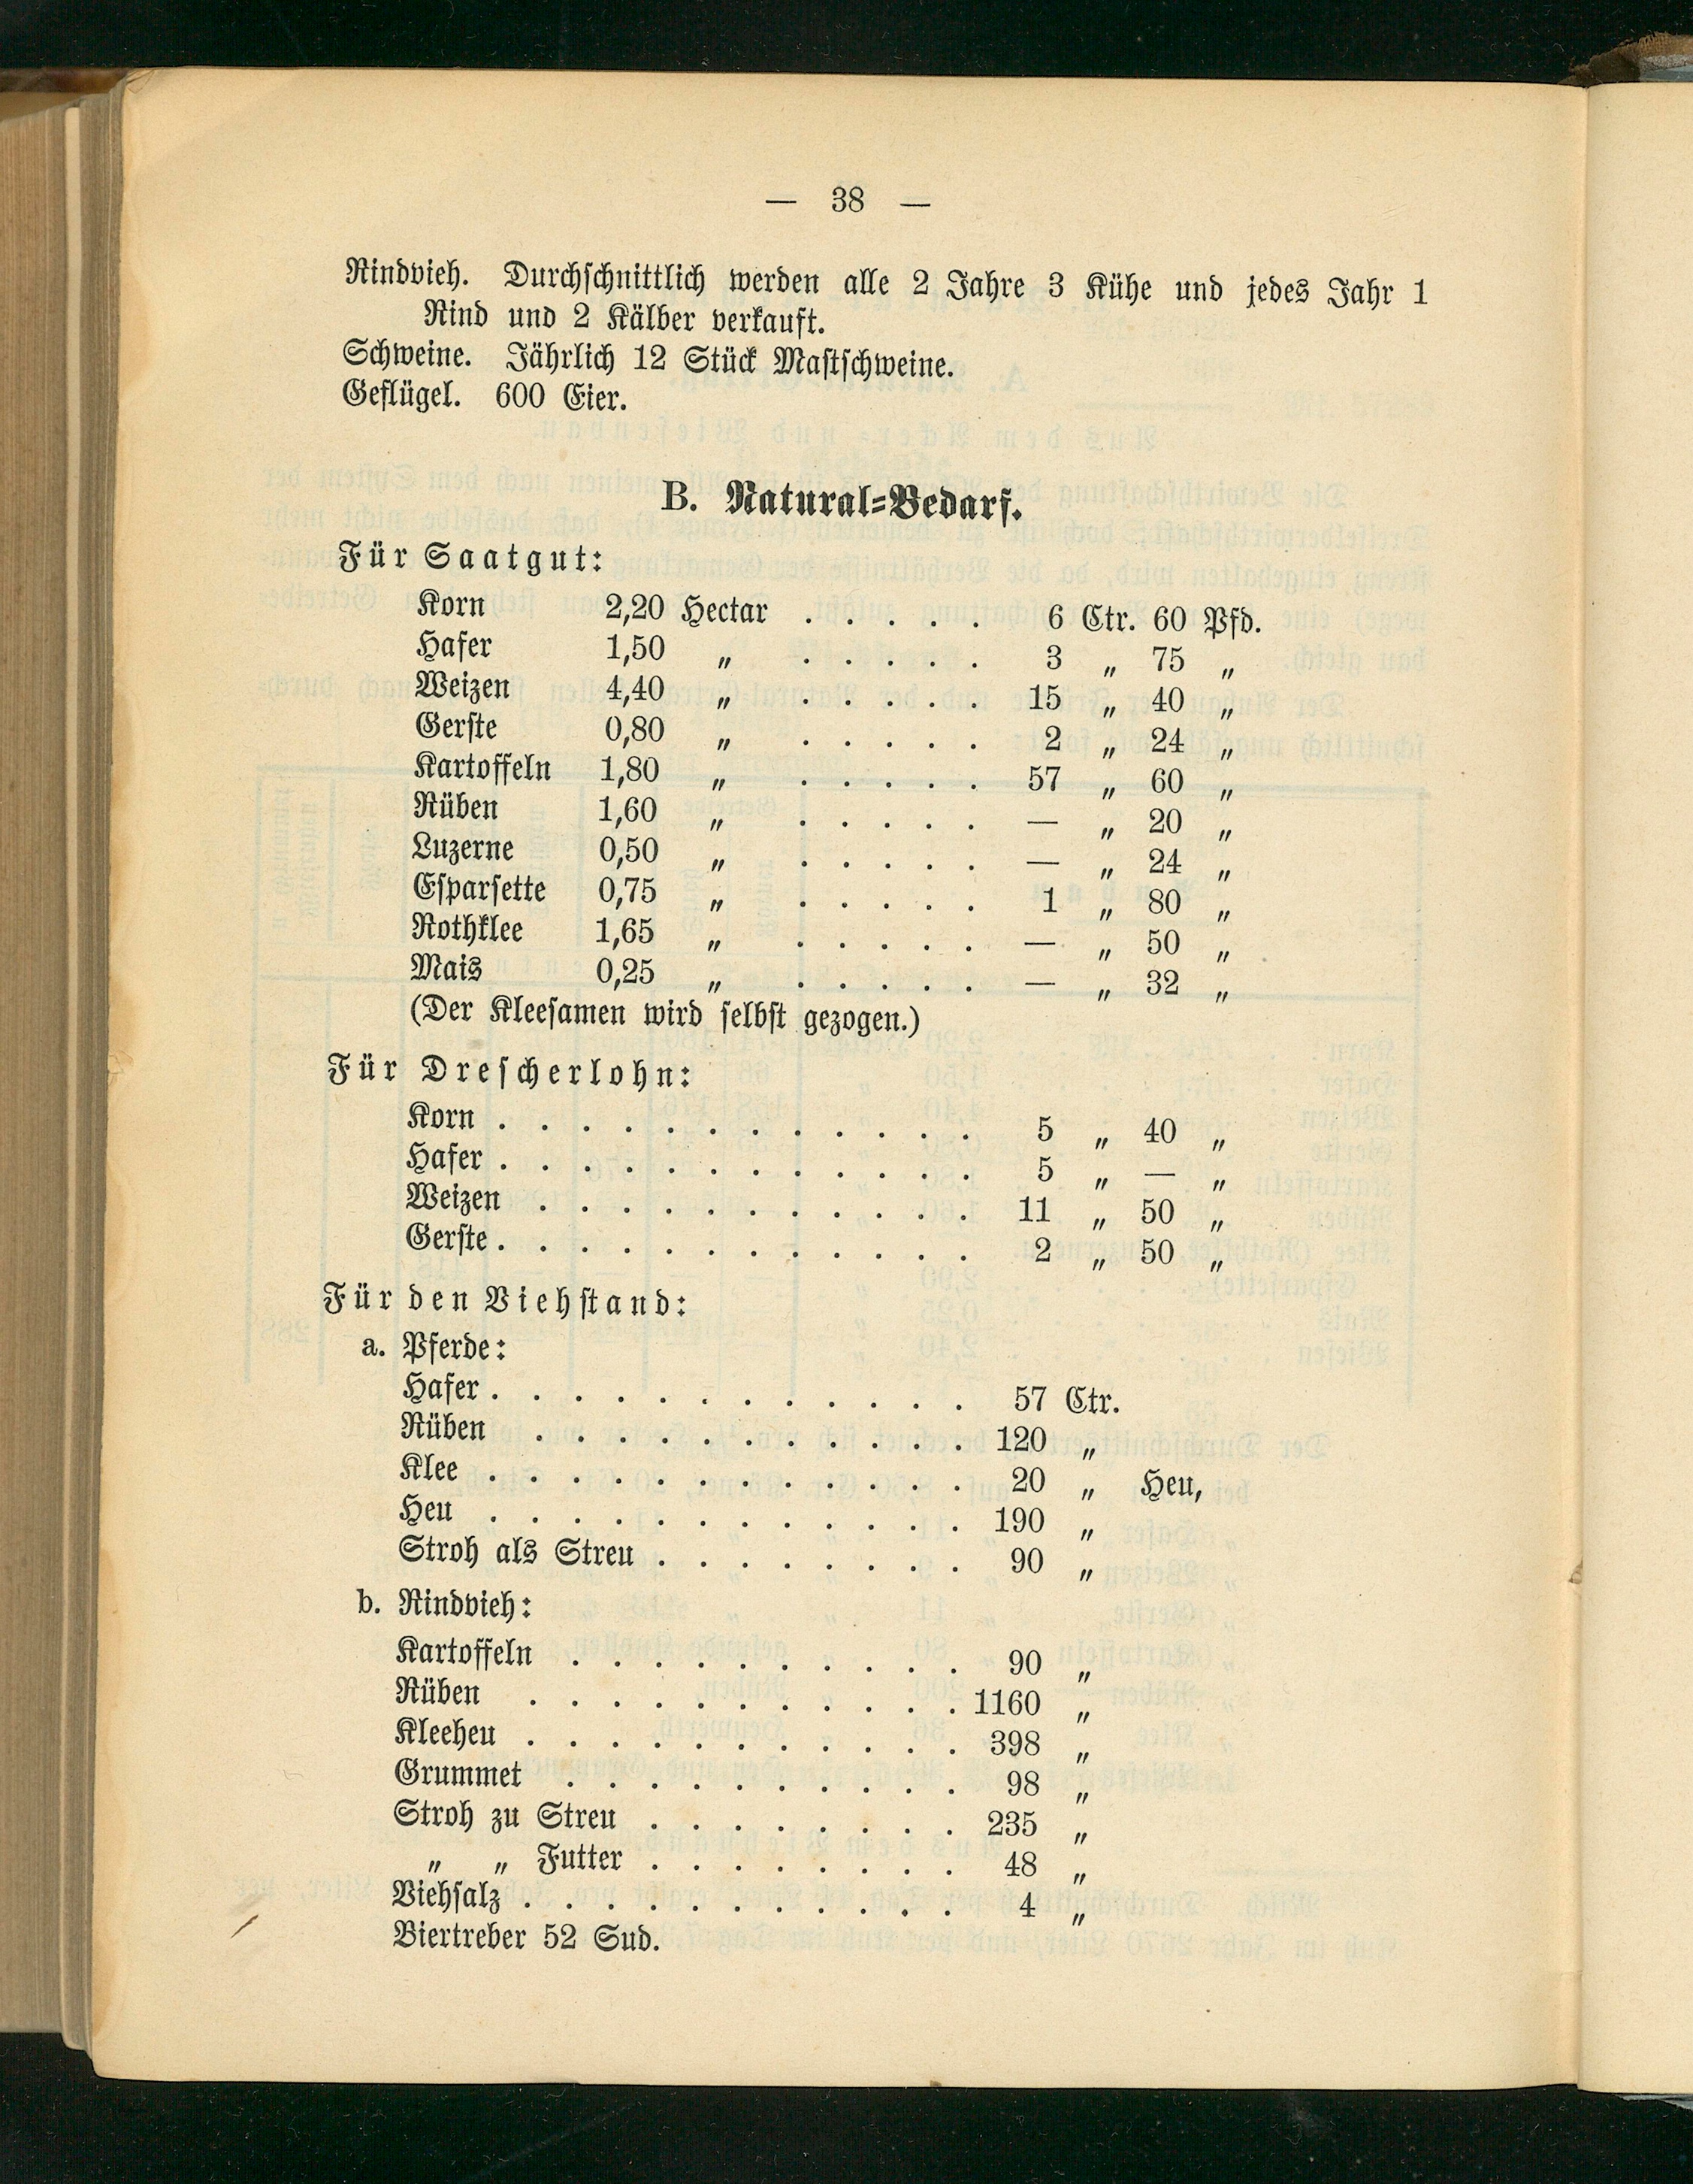 — 38 —
Rindvieh. Durchschnittlich werden alle 2 Jahre 3 Kühe und jedes Jahr 1
Rind und 2 Kälber verkauft.
Schweine. Jährlich 12 Stück Mastschweine.
Geflügel. 600 Eier.
B. Natural-Bedarf.
Für Saatgut:
Korn 2,20 Hectar . . . . . 6 Ctr. 60 Pfd.
Hafer 1,50 „ . . . . . 3 „ 75 „
Weizen 4,40 „ . . . . . 15 „ 40 „
Gerste 0,80 „ . . . . . 2 „ 24 „
Kartoffeln 1,80 „ . . . . . 57 „ 60 „
Rüben 1,60 „ . . . . . — „ 20 „
Luzerne 0,50 „ . . . . . — „ 24 „
Esparsette 0,75 „ . . . . . 1 „ 80 „
Rothklee 1,65 „ . . . . . — „ 50 „
Mais 0,25 „ . . . . . — „ 32 „
(Der Kleesamen wird selbst gezogen.)
Für Drescherlohn:
Korn . . . . . . . . . . . . 5 „ 40 „
Hafer . . . . . . . . . . . . 5 „ — „
Weizen . . . . . . . . . . . 11 „ 50 „
Gerste . . . . . . . . . . . . 2 „ 50 „
Für den Viehstand:
a. Pferde:
Hafer . . . . . . . . . . . . 57 Ctr.
Rüben . . . . . . . . . . . 120 „
Klee . . . . . . . . . . . . 20 „ Heu,
Heu . . . . . . . . . . . . 190 „
Stroh als Streu . . . . . . . . 90 „
b. Rindvieh:
Kartoffeln . . . . . . . . . . 90 „
Rüben . . . . . . . . . . . 1160 „
Kleeheu . . . . . . . . . . . 398 „
Grummet . . . . . . . . . . 98 „
Stroh zu Streu . . . . . . . . 235 „
„ „ Futter . . . . . . . . 48 „
Viehsalz . . . . . . . . . . . 4 „
Biertreber 52 Sud.